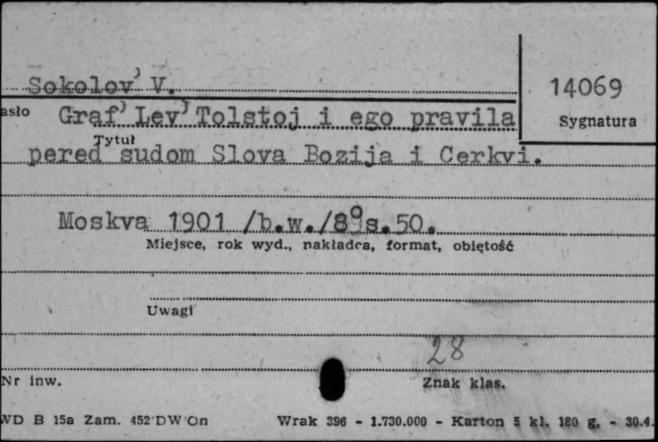 Sokolov' V.
14069
asło
Graf' Lev' Tolstoj i ego pravila
Sygnatura
Tytuł
pered sudom Slova Bozija i Cerkvi.
Moskva 1901 /b.w./8° s.50.
Miejsce, rok wyd., nakładca, format, objętość
Uwagi
28
Nr inw.
Znak klas.
WD B 15a Zam. 452 DW On
Wrak 396 - 1.730.000 - Karton 5 kl. 180 g. - 30.4.